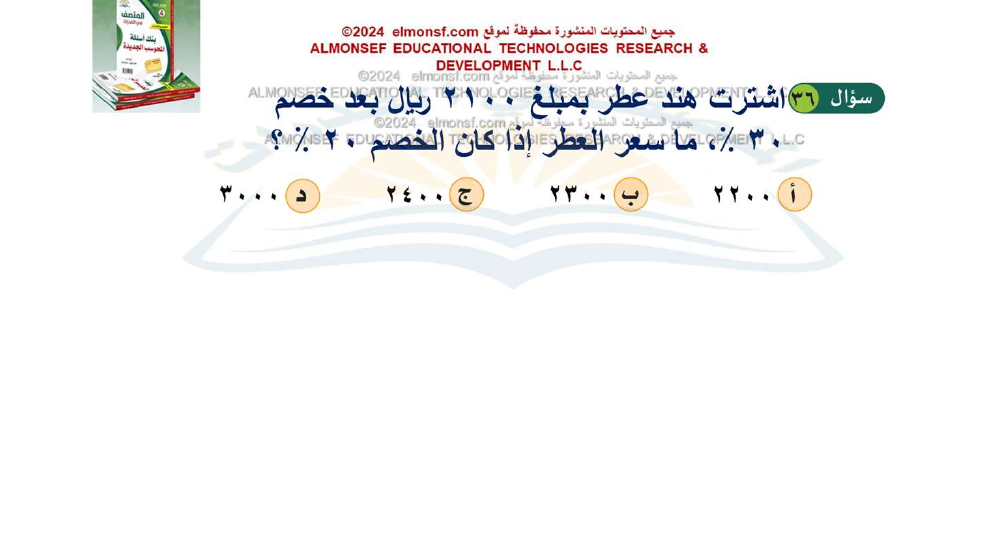 المنصف
بنك أسئلة
المحوسب الجديدة
جميع المحتويات المنشورة محفوظة لموقع elmonsf.com ©2024
ALMONSEF EDUCATIONAL TECHNOLOGIES RESEARCH &
DEVELOPMENT L.L.C
جميع المحتويات المنشورة محفوظة لموقع elmonsf.com ©2024
ALMONSEF EDUCATIONAL TECHNOLOGIES RESEARCH & DEVELOPMENT
سؤال ٣٦ اشترت هند عطر بمبلغ ٢١٠٠ ريال بعد خصم
جميع المحتويات المنشورة محفوظة لموقع elmonsf.com ©2024
ALMONSEF EDUCATIONAL TECHNOLOGIES RESEARCH & DEVELOPMENT L.L.C
٣٠ ٪، ما سعر العطر إذا كان الخصم ٢٠ ٪ ؟
أ ٢٢٠٠ ب ٢٣٠٠ ج ٢٤٠٠ د ٣٠٠٠